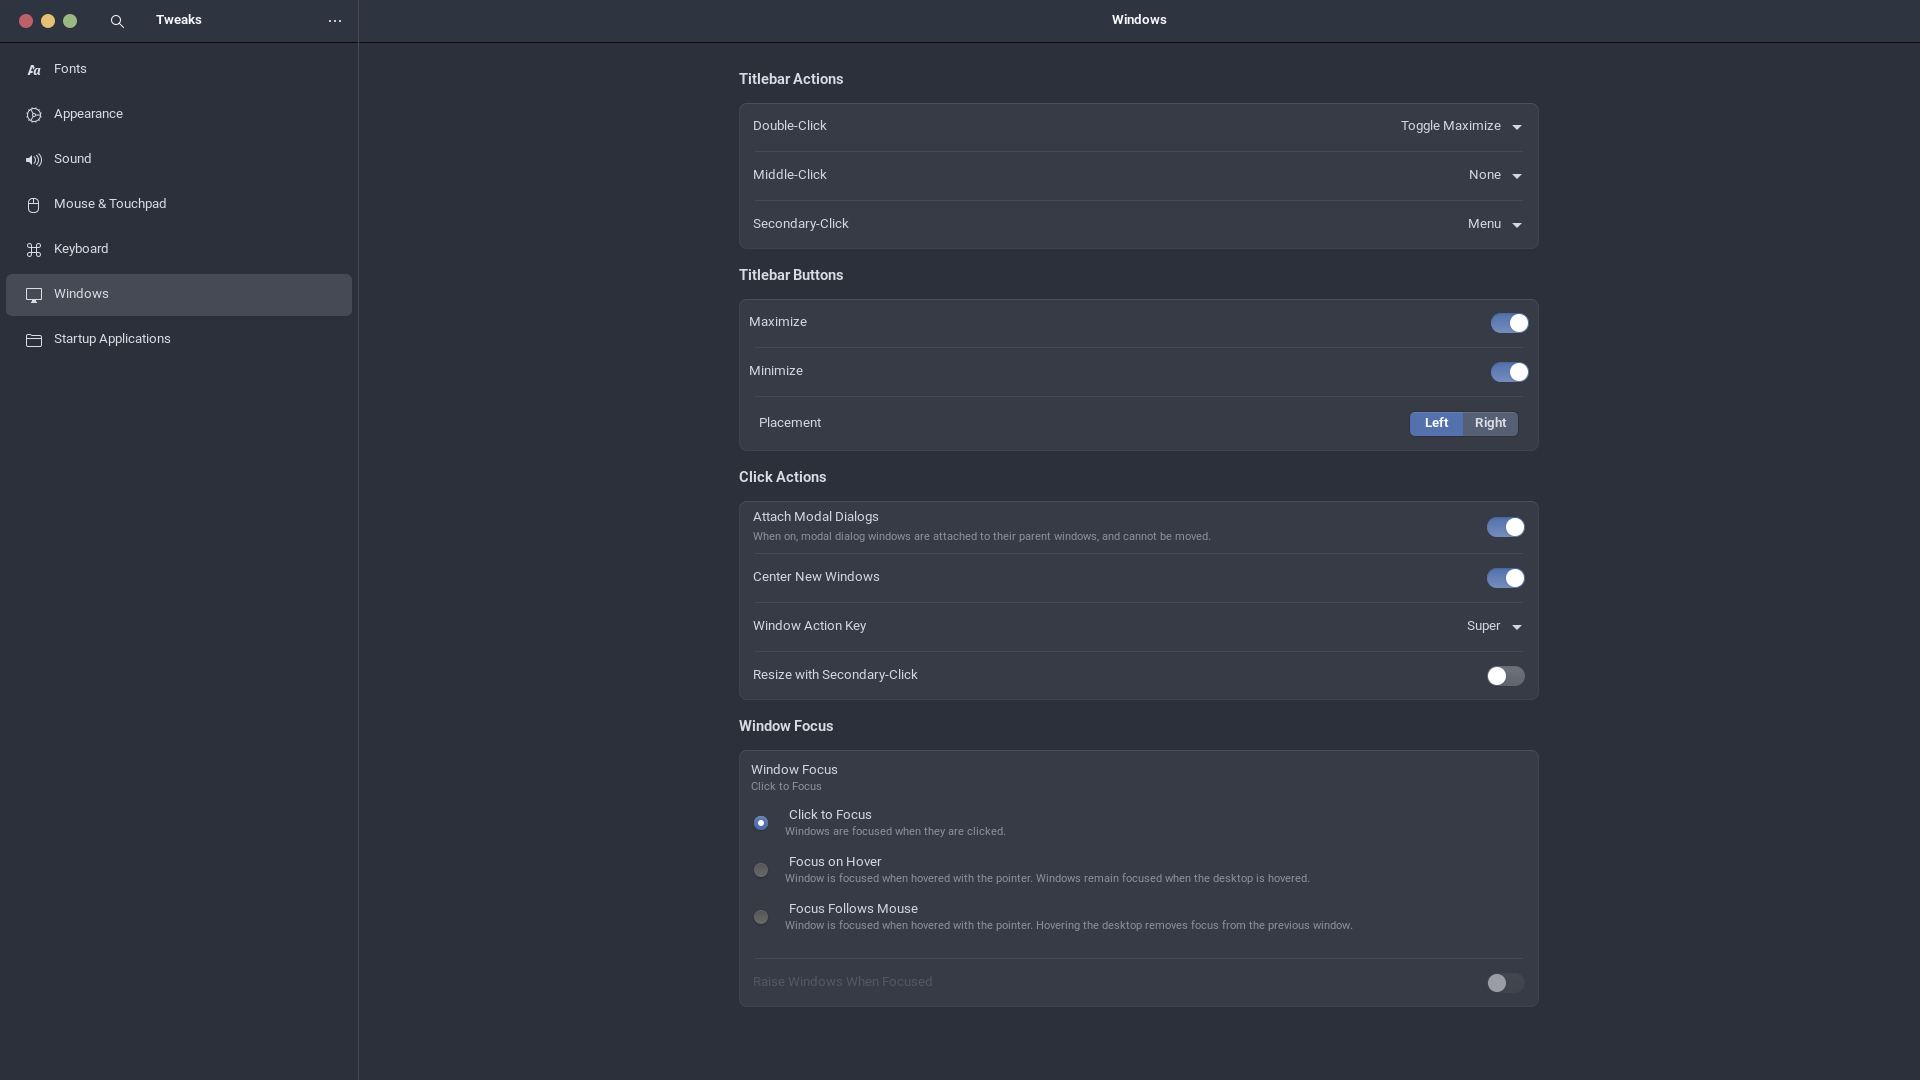 Tweaks
Windows
Fonts
Appearance
Sound
Mouse & Touchpad
Keyboard
Windows
Startup Applications
Titlebar Actions
Double-Click
Toggle Maximize
Middle-Click
None
Secondary-Click
Menu
Titlebar Buttons
Maximize
Minimize
Placement
Left
Right
Click Actions
Attach Modal Dialogs
When on, modal dialog windows are attached to their parent windows, and cannot be moved.
Center New Windows
Window Action Key
Super
Resize with Secondary-Click
Window Focus
Window Focus
Click to Focus
Click to Focus
Windows are focused when they are clicked.
Focus on Hover
Window is focused when hovered with the pointer. Windows remain focused when the desktop is hovered.
Focus Follows Mouse
Window is focused when hovered with the pointer. Hovering the desktop removes focus from the previous window.
Raise Windows When Focused